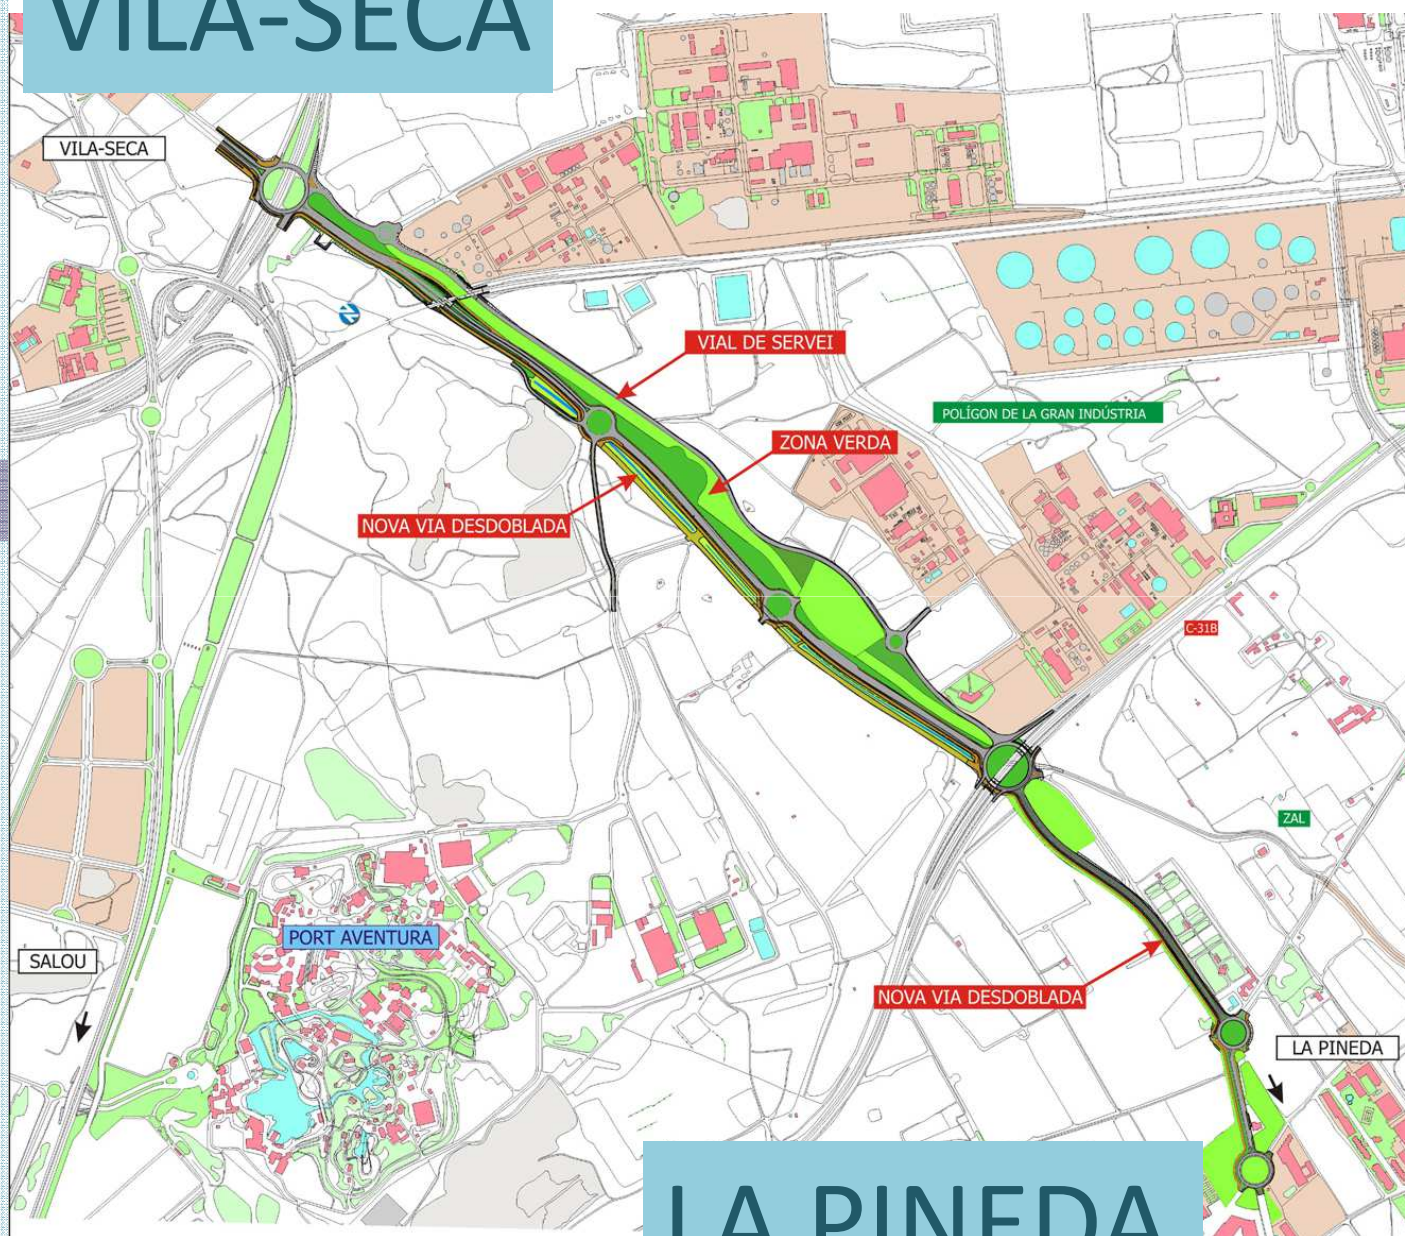 VILA-SECA
VILA-SECA
VIAL DE SERVEI
POLÍGON DE LA GRAN INDÚSTRIA
ZONA VERDA
NOVA VIA DESDOBLADA
C-31B
ZAL
PORT AVENTURA
SALOU
NOVA VIA DESDOBLADA
LA PINEDA
LA PINEDA